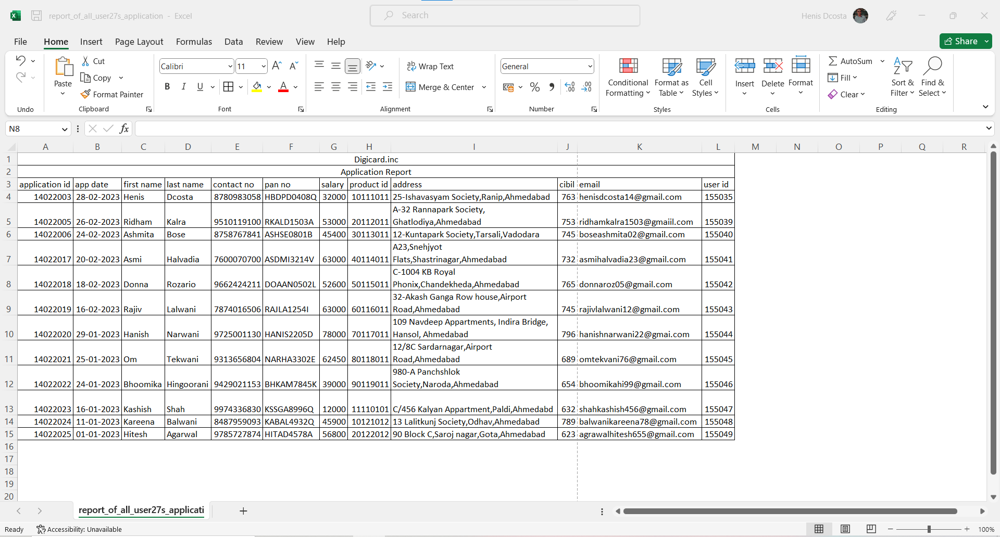 report_of_all_user27s_application - Excel
Search
Henis Dcosta
File Home Insert Page Layout Formulas Data Review View Help
Share
Paste
Cut
Copy
Format Painter
Calibri 11
B I U
A A A
Wrap Text
Merge & Center
General
% 9
Conditional Formatting
Format as Table
Cell Styles
Insert Delete Format
AutoSum
Fill
Clear
Sort & Filter
Find & Select
Undo Clipboard Font Alignment Number Styles Cells Editing
N8 fx
A B C D E F G H I J K L M N O P Q R
1 Digicard.inc
2 Application Report
3 application id app date first name last name contact no pan no salary product id address cibil email user id
4 14022003 28-02-2023 Henis Dcosta 8780983058 HBDPD0408Q 32000 10111011 25-Ishavasyam Society,Ranip,Ahmedabad 763 henisdcosta14@gmail.com 155035
A-32 Rannapark Society,
5 14022005 26-02-2023 Ridham Kalra 9510119100 RKALD1503A 53000 20112011 Ghatlodiya,Ahmedabad 753 ridhamkalra1503@gmaiil.com 155039
6 14022006 24-02-2023 Ashmita Bose 8758767841 ASHSE0801B 45400 30113011 12-Kuntapark Society,Tarsali,Vadodara 745 boseashmita02@gmail.com 155040
A23,Snehjyot
7 14022017 20-02-2023 Asmi Halvadia 7600070700 ASDMI3214V 63000 40114011 Flats,Shastrinagar,Ahmedabad 732 asmihalvadia23@gmail.com 155041
C-1004 KB Royal
8 14022018 18-02-2023 Donna Rozario 9662424211 DOAAN0502L 52600 50115011 Phonix,Chandekheda,Ahmedabad 765 donnaroz05@gmail.com 155042
32-Akash Ganga Row house,Airport
9 14022019 16-02-2023 Rajiv Lalwani 7874016506 RAJLA1254I 63000 60116011 Road,Ahmedabad 745 rajivlalwani12@gmail.com 155043
109 Navdeep Appartments, Indira Bridge,
10 14022020 29-01-2023 Hanish Narwani 9725001130 HANIS2205D 78000 70117011 Hansol, Ahmedabad 796 hanishnarwani22@gmai.com 155044
12/8C Sardarnagar,Airport
11 14022021 25-01-2023 Om Tekwani 9313656804 NARHA3302E 62450 80118011 Road,Ahmedabad 689 omtekvani76@gmail.com 155045
980-A Panchshlok
12 14022022 24-01-2023 Bhoomika Hingoorani 9429021153 BHKAM7845K 39000 90119011 Society,Naroda,Ahmedabad 654 bhoomikahi99@gmail.com 155046
13 14022023 16-01-2023 Kashish Shah 9974336830 KSSGA8996Q 12000 11110101 C/456 Kalyan Appartment,Paldi,Ahmedabd 632 shahkashish456@gmail.com 155047
14 14022024 11-01-2023 Kareena Balwani 8487959093 KABAL4932Q 45900 10121012 13 Lalitkunj Society,Odhav,Ahmedabad 789 balwanikareena78@gmail.com 155048
15 14022025 01-01-2023 Hitesh Agarwal 9785727874 HITAD4578A 56800 20122012 90 Block C,Saroj nagar,Gota,Ahmedabad 623 agrawalhitesh655@gmail.com 155049
16
17
18
19
20
report_of_all_user27s_applicati
Ready Accessibility: Unavailable 100%